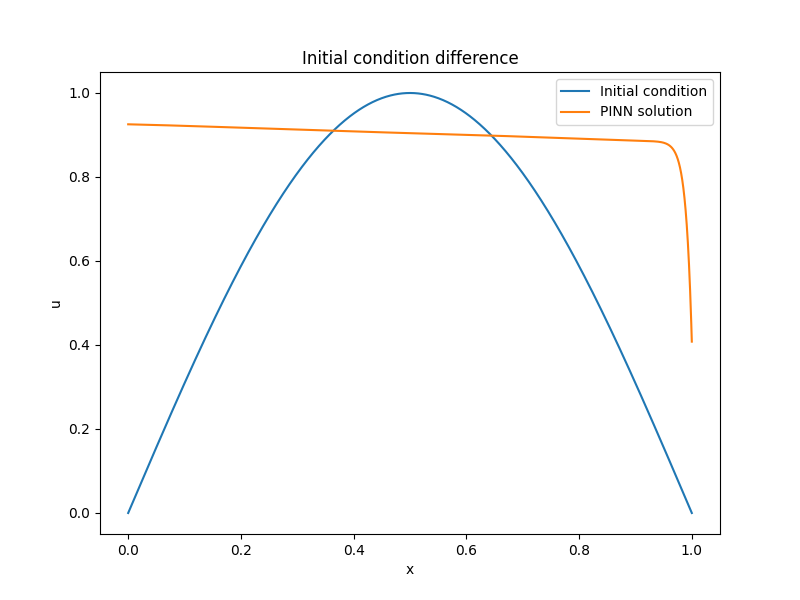 Initial condition difference
Initial condition
PINN solution
1.0
0.8
0.6
0.4
0.2
0.0
u
0.0 0.2 0.4 0.6 0.8 1.0
x